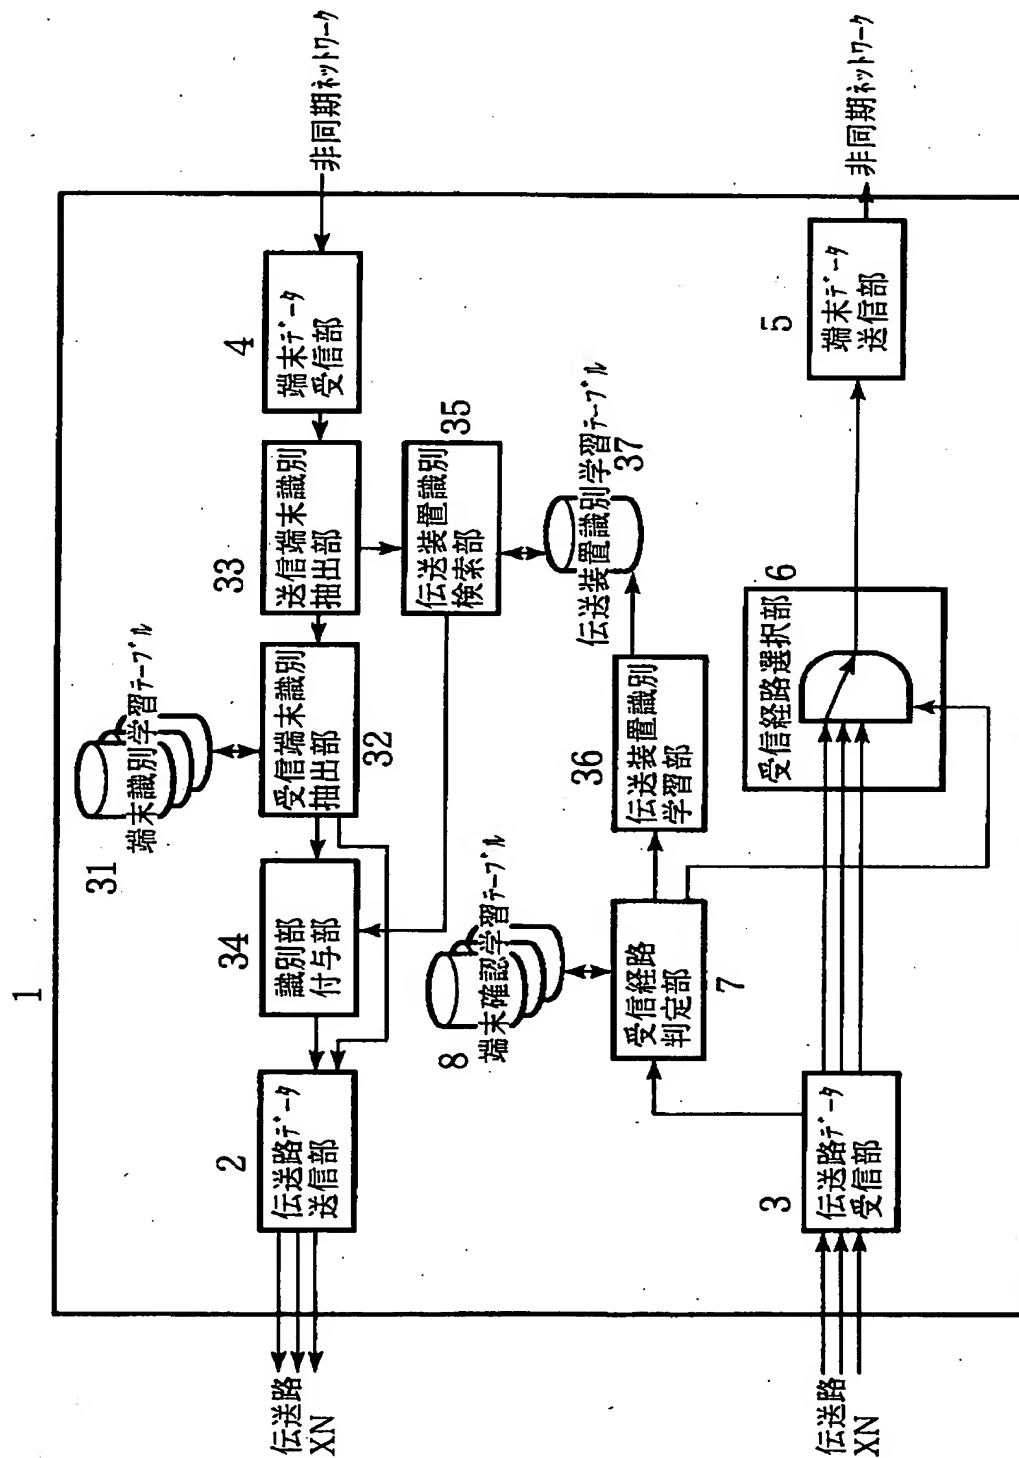 1
非同期ネットワーク
4
端末データ
受信部
33
送信端末識別
抽出部
35
伝送装置識別
検索部
伝送装置識別学習テーブル
37
31
端末識別学習テーブル
受信端末識別
抽出部
32
34
識別部
付与部
2
伝送路データ
送信部
伝送路
XN
36
伝送装置識別
学習部
8
端末確認学習テーブル
受信経路
判定部
7
3
伝送路データ
受信部
伝送路
XN
受信経路選択部
6
5
端末データ
送信部
非同期ネットワーク